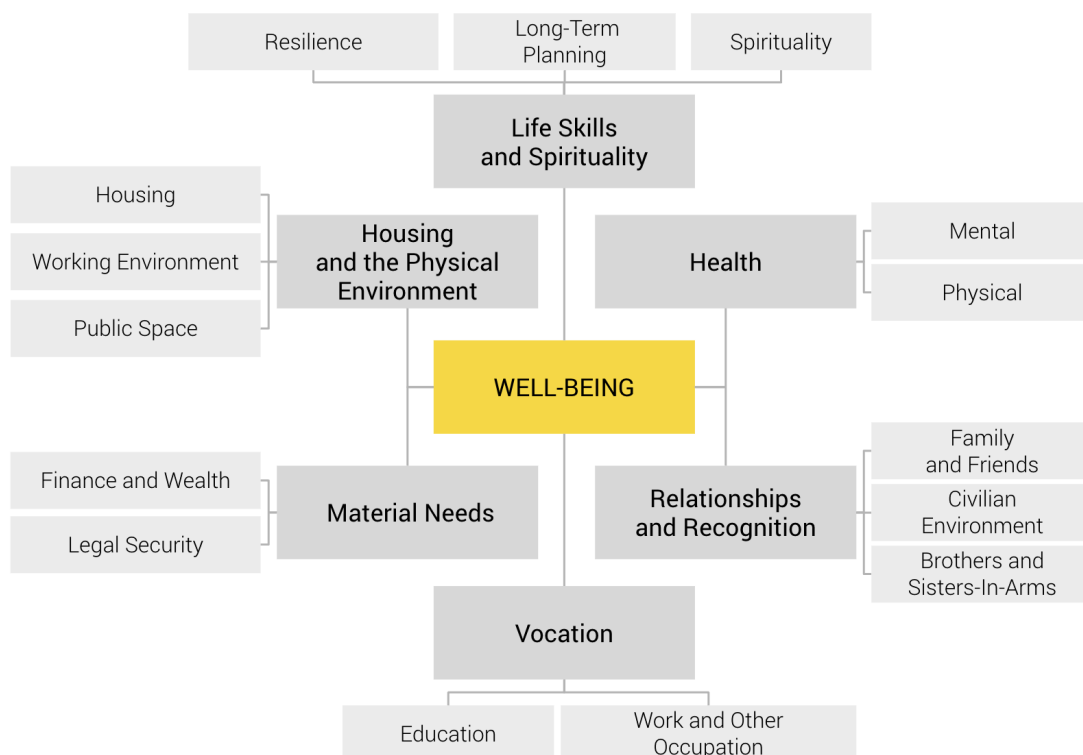 Resilience
Long-Term
Planning
Spirituality
Life Skills
and Spirituality
Housing
Working Environment
Public Space
Housing
and the Physical
Environment
Health
Mental
Physical
WELL-BEING
Finance and Wealth
Legal Security
Material Needs
Relationships
and Recognition
Family
and Friends
Civilian
Environment
Brothers and
Sisters-In-Arms
Vocation
Education
Work and Other
Occupation